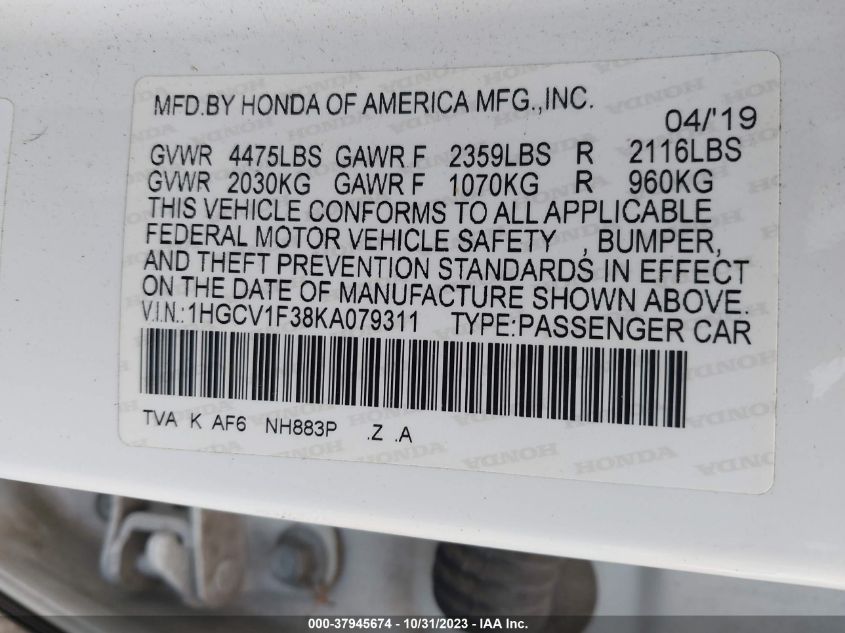 MFD.BY HONDA OF AMERICA MFG.,INC.
04/'19
GVWR 4475LBS GAWR F 2359LBS R 2116LBS
GVWR 2030KG GAWR F 1070KG R 960KG
THIS VEHICLE CONFORMS TO ALL APPLICABLE
FEDERAL MOTOR VEHICLE SAFETY , BUMPER,
AND THEFT PREVENTION STANDARDS IN EFFECT
ON THE DATE OF MANUFACTURE SHOWN ABOVE.
V.I.N.:1HGCV1F38KA079311 TYPE:PASSENGER CAR
TVA K AF6 NH883P .Z .A
000-37945674 - 10/31/2023 - IAA Inc.